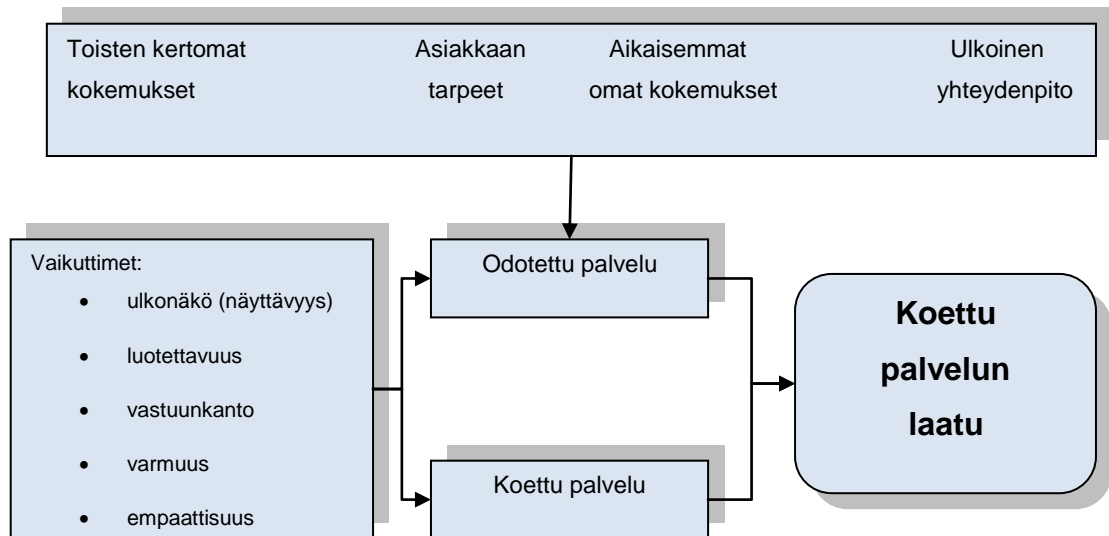 Toisten kertomat Asiakkaan Aikaisemmat Ulkoinen
kokemukset tarpeet omat kokemukset yhteydenpito
Vaikuttimet:
• ulkonäkö (näyttävyys)
• luotettavuus
• vastuunkanto
• varmuus
• empaattisuus
Odotettu palvelu
Koettu palvelu
Koettu
palvelun
laatu